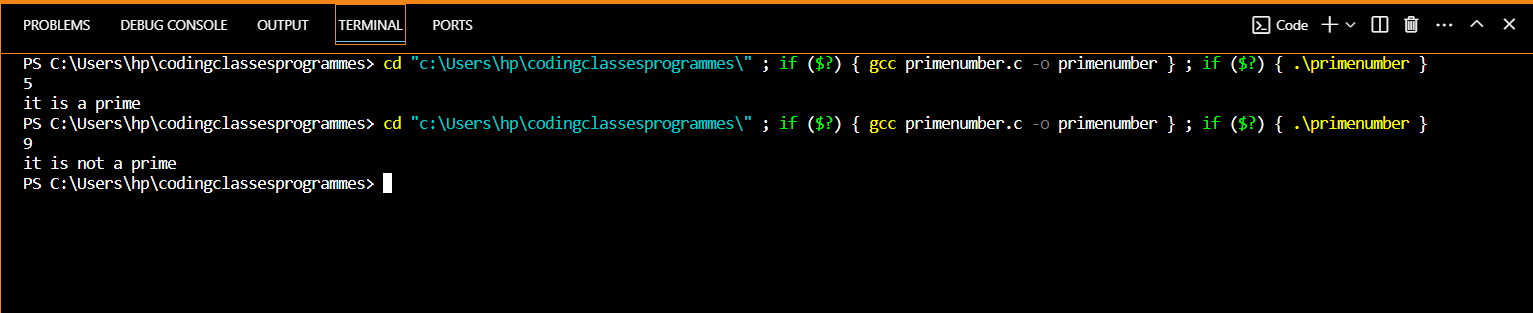 PROBLEMS DEBUG CONSOLE OUTPUT TERMINAL PORTS Code
PS C:\Users\hp\codingclassesprogrammes> cd "c:\Users\hp\codingclassesprogrammes\" ; if ($?) { gcc primenumber.c -o primenumber } ; if ($?) { .\primenumber }
5
it is a prime
PS C:\Users\hp\codingclassesprogrammes> cd "c:\Users\hp\codingclassesprogrammes\" ; if ($?) { gcc primenumber.c -o primenumber } ; if ($?) { .\primenumber }
9
it is not a prime
PS C:\Users\hp\codingclassesprogrammes>